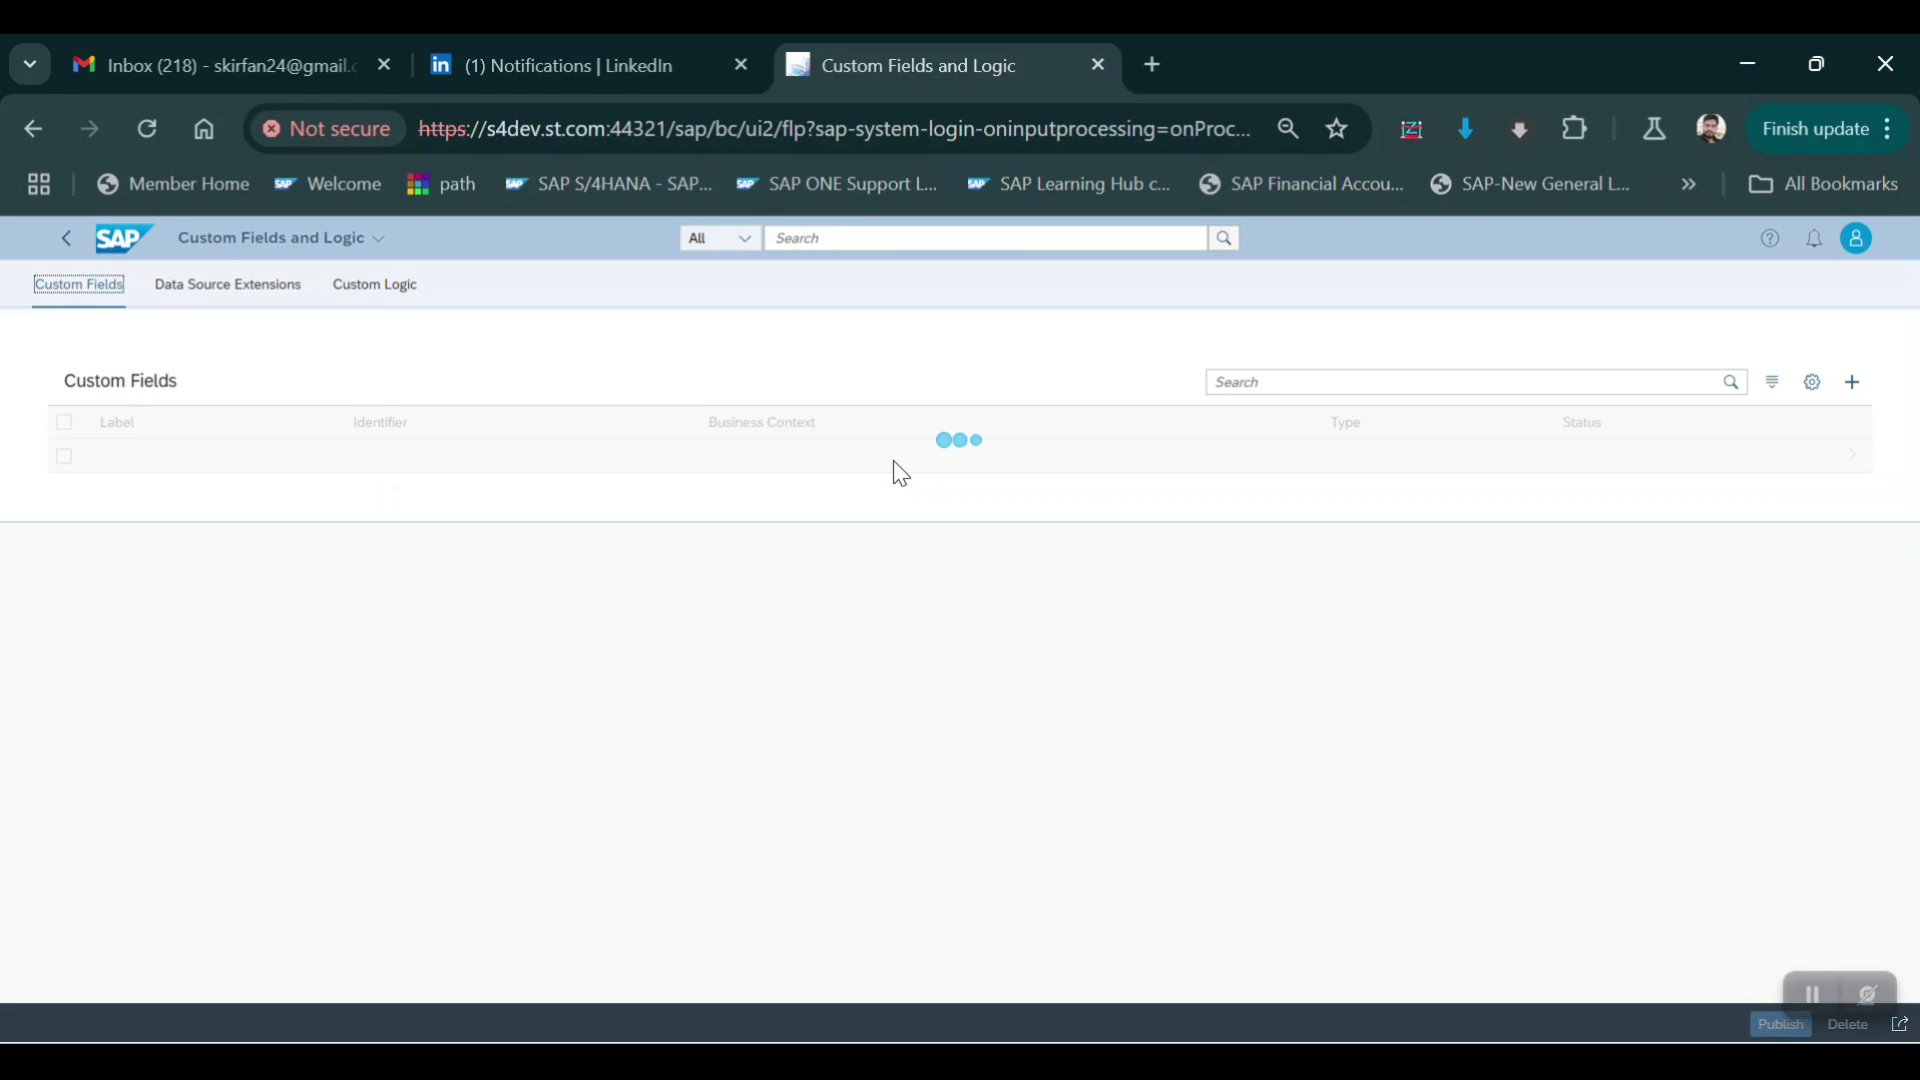 Inbox (218) - skirfan24@gmail.c
(1) Notifications | LinkedIn
Custom Fields and Logic
Not secure
https://s4dev.st.com:44321/sap/bc/ui2/flp?sap-system-login-oninputprocessing=onProc...
Finish update
Member Home
Welcome
path
SAP S/4HANA - SAP...
SAP ONE Support L...
SAP Learning Hub c...
SAP Financial Accou...
SAP-New General L...
All Bookmarks
SAP
Custom Fields and Logic
All
Search
Custom Fields
Data Source Extensions
Custom Logic
Custom Fields
Search
Label
Identifier
Business Context
Type
Status
Publish
Delete